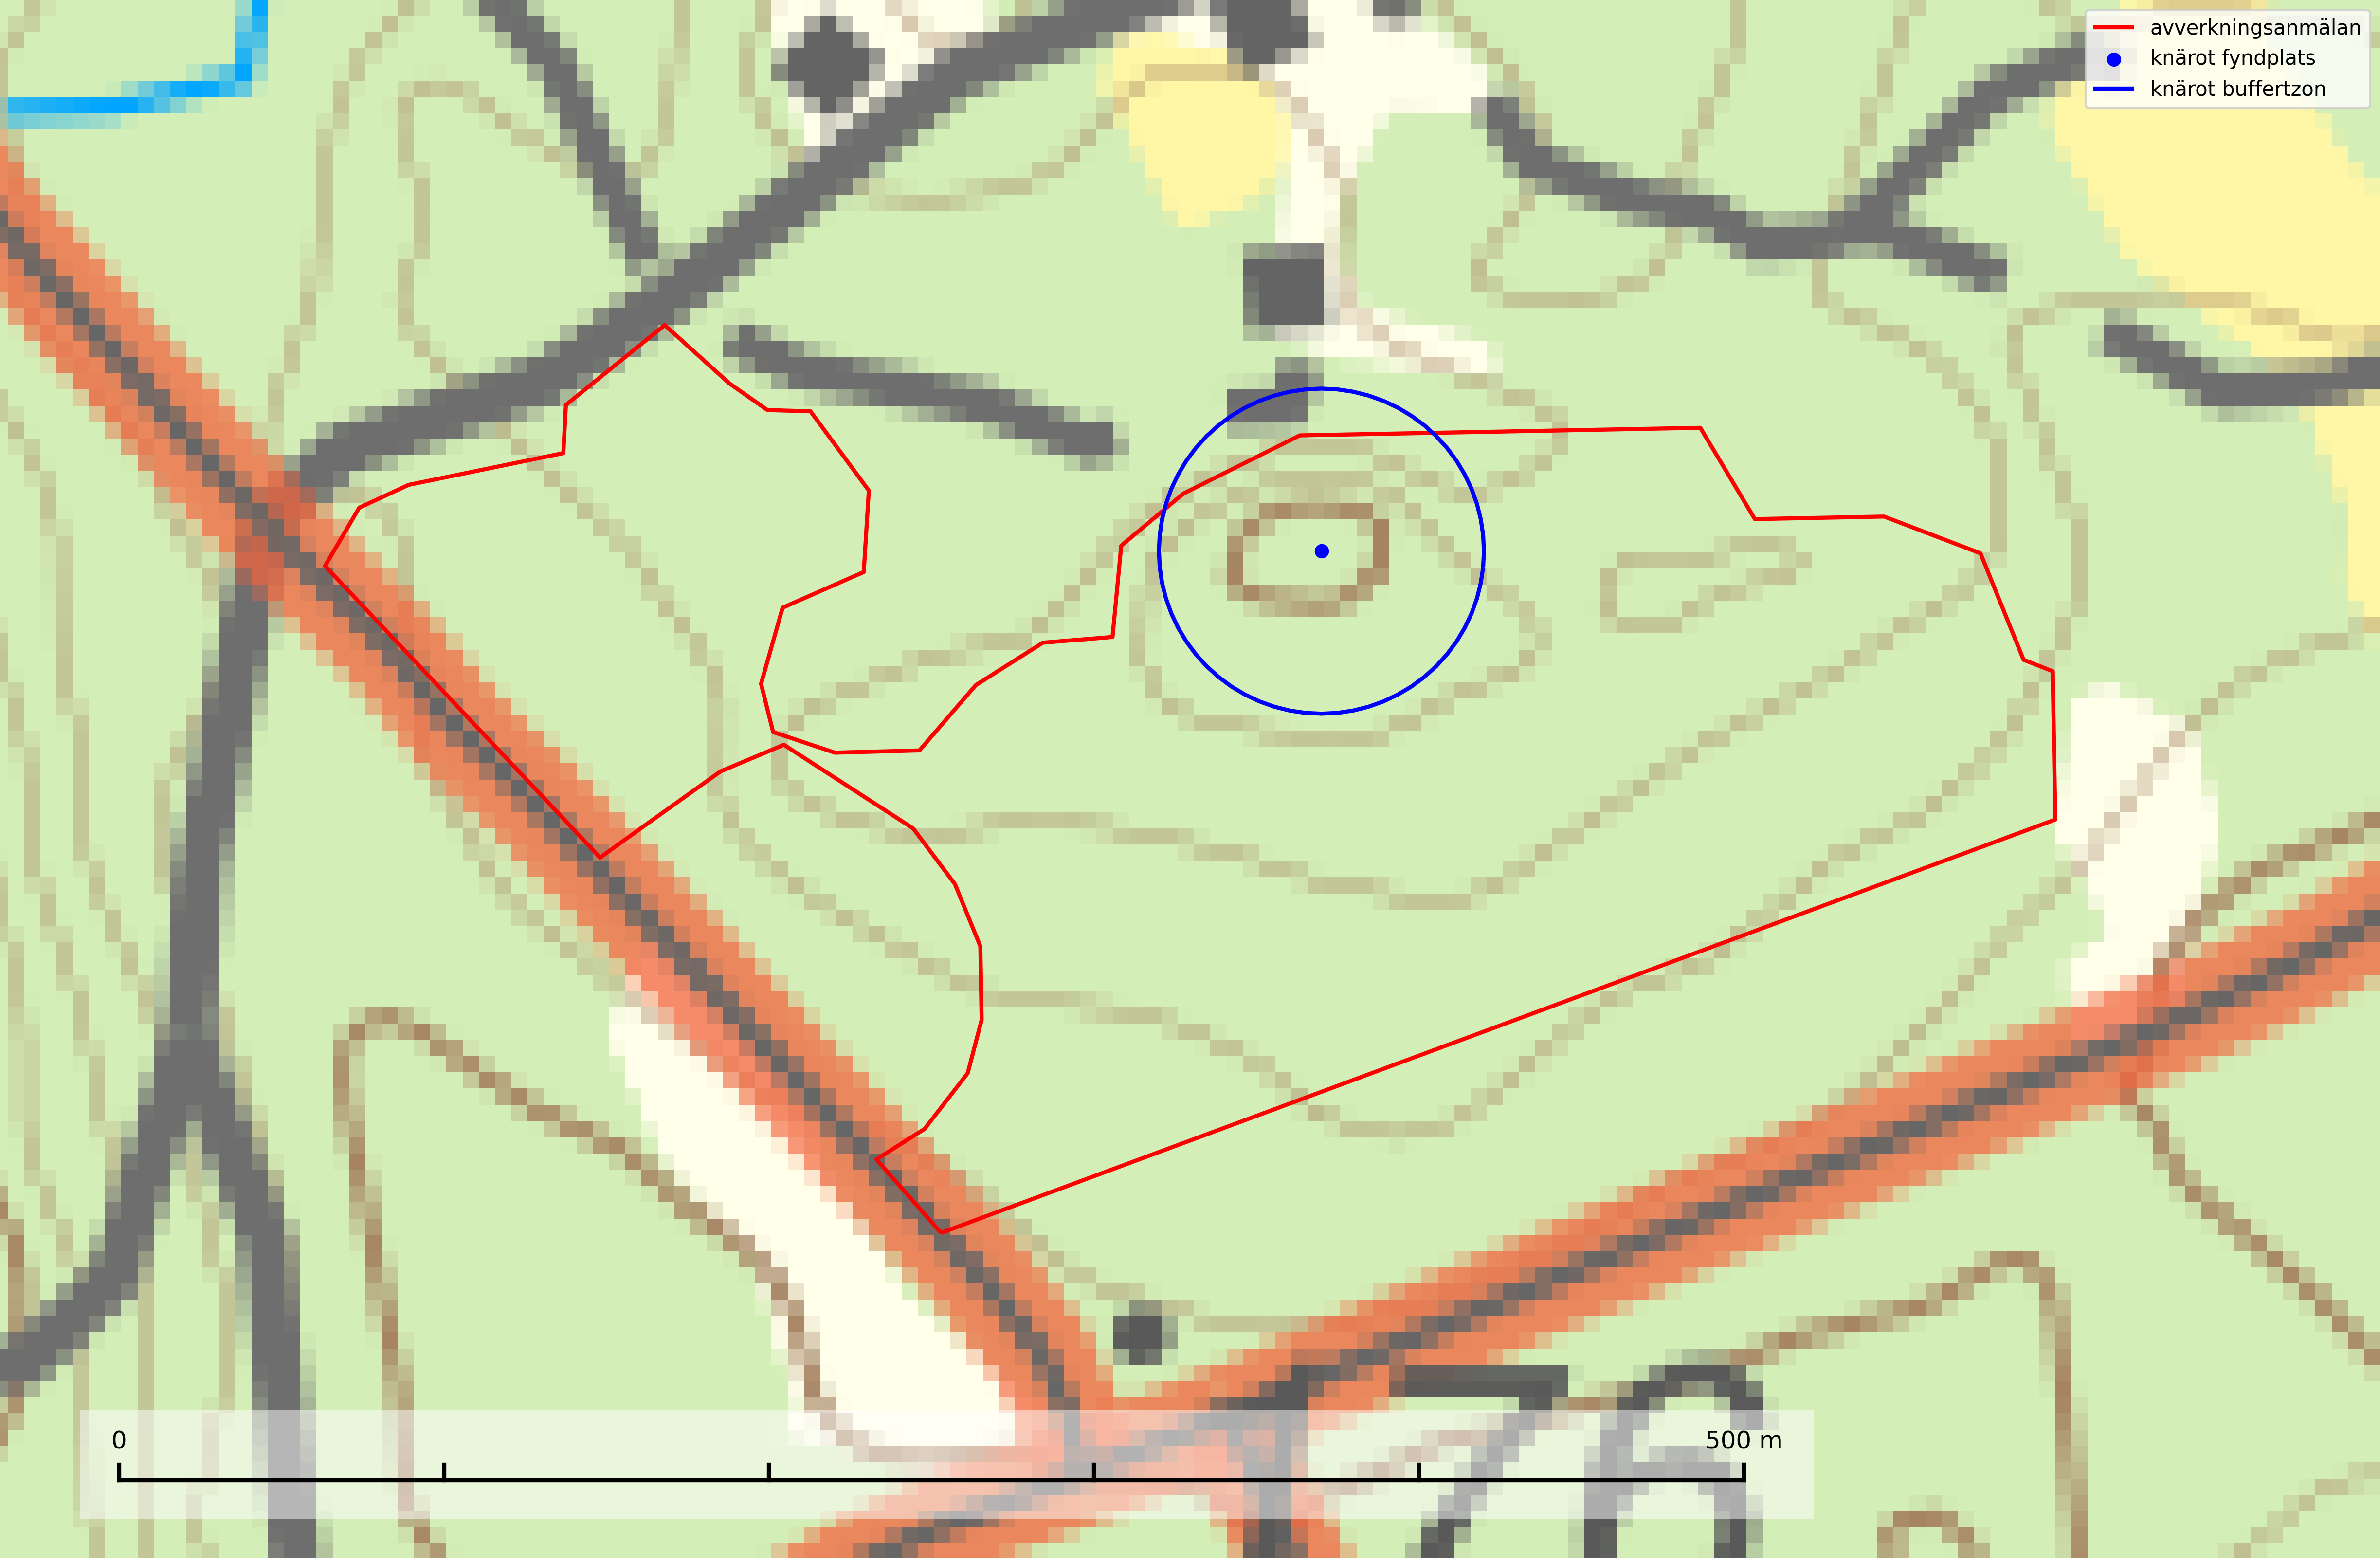 avverkningsanmälan
knärot fyndplats
knärot buffertzon
0
500 m